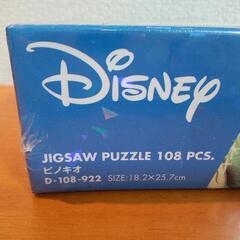 DISNEY
JIGSAW PUZZLE 108 PCS.
ピノキオ
D-108-922 SIZE:18.2×25.7cm